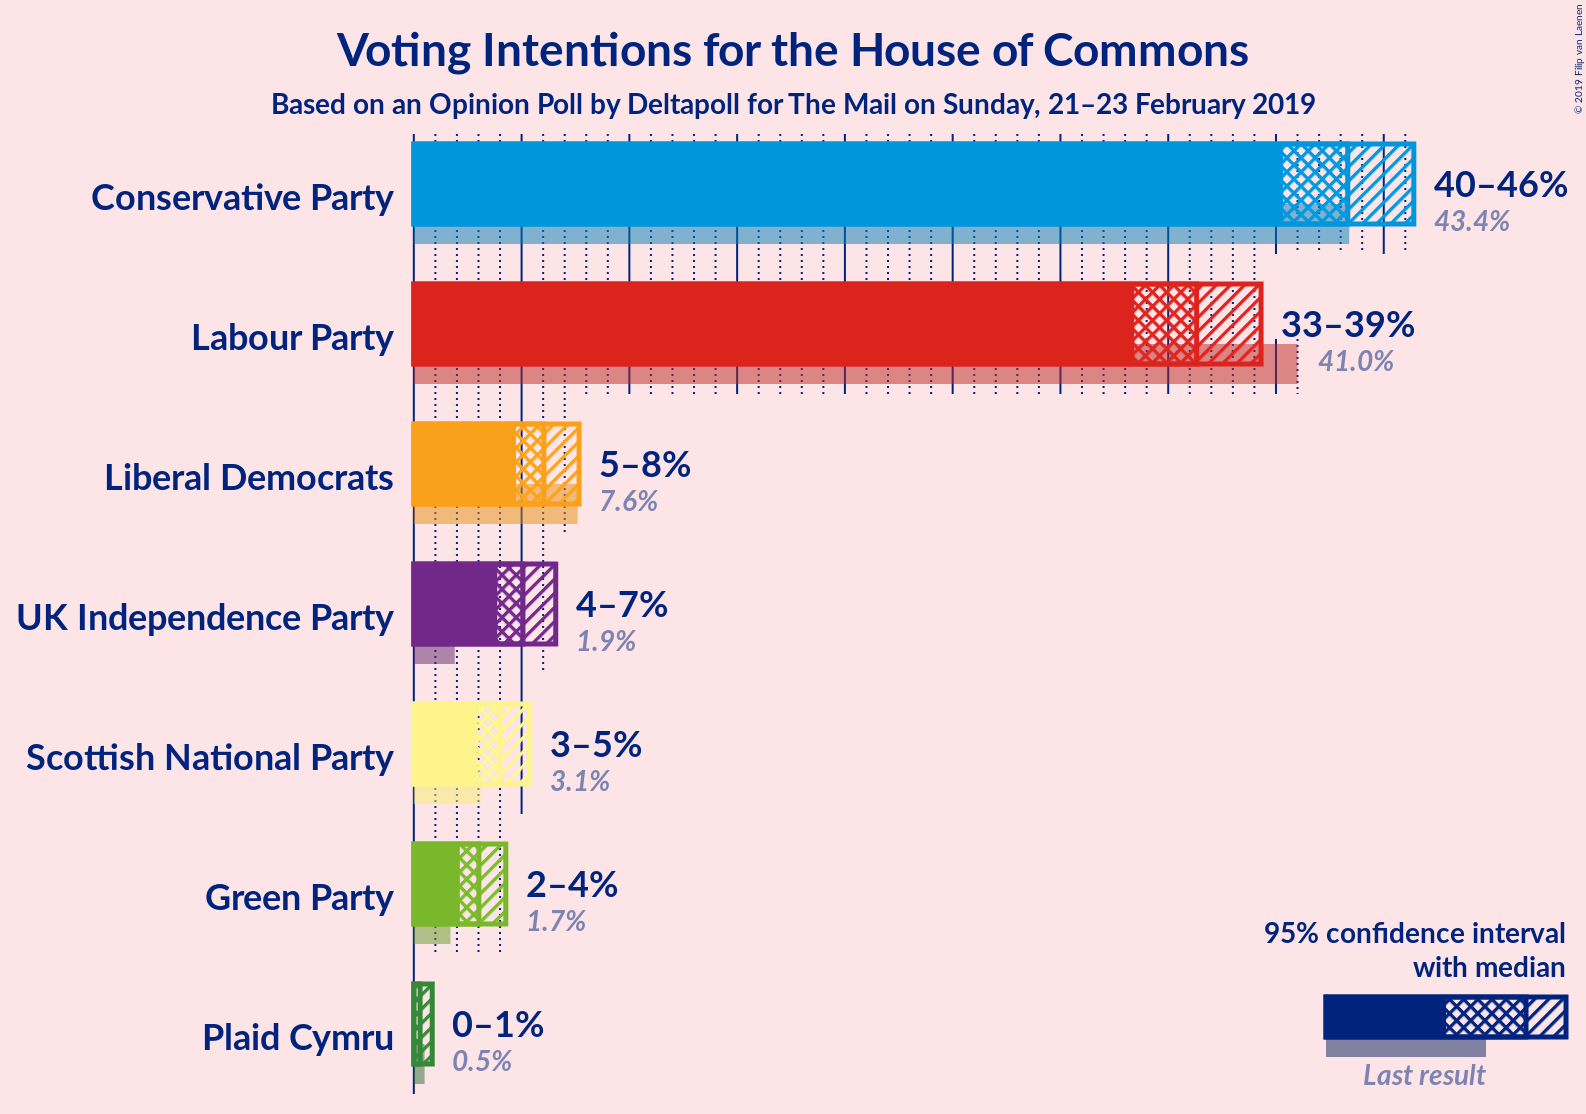 Voting Intentions for the House of Commons
Based on an Opinion Poll by Deltapoll for The Mail on Sunday, 21–23 February 2019
© 2019 Filip van Laenen
Conservative Party
40–46%
43.4%
Labour Party
33–39%
41.0%
Liberal Democrats
5–8%
7.6%
UK Independence Party
4–7%
1.9%
Scottish National Party
3–5%
3.1%
Green Party
2–4%
1.7%
Plaid Cymru
0–1%
0.5%
95% confidence interval
with median
Last result